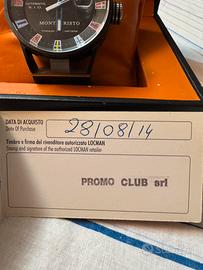 AUTOMATIC
MONTECRISTO
DATA DI ACQUISTO
Date Of Purchase
28/08/14
Timbro e firma del rivenditore autorizzato LOCMAN
Stamp and signature of the authorized LOCMAN retailer
PROMO CLUB srl